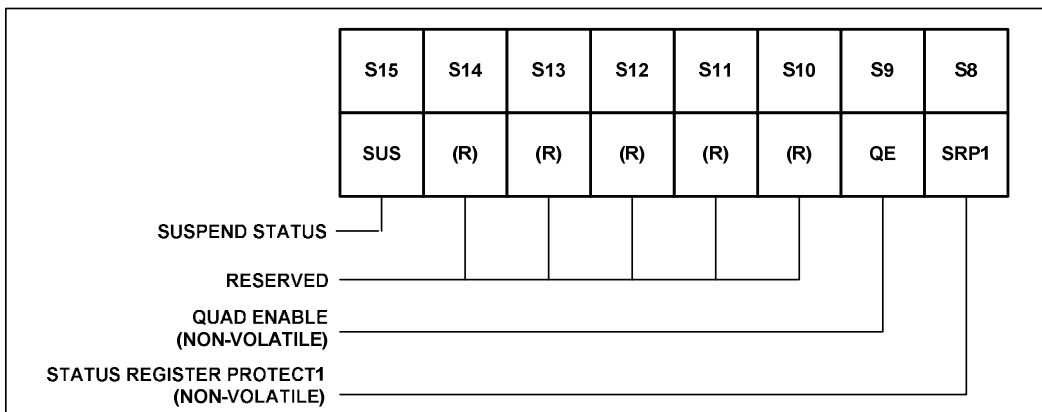 S15 S14 S13 S12 S11 S10 S9 S8
SUS (R) (R) (R) (R) (R) QE SRP1
SUSPEND STATUS
RESERVED
QUAD ENABLE
(NON-VOLATILE)
STATUS REGISTER PROTECT1
(NON-VOLATILE)